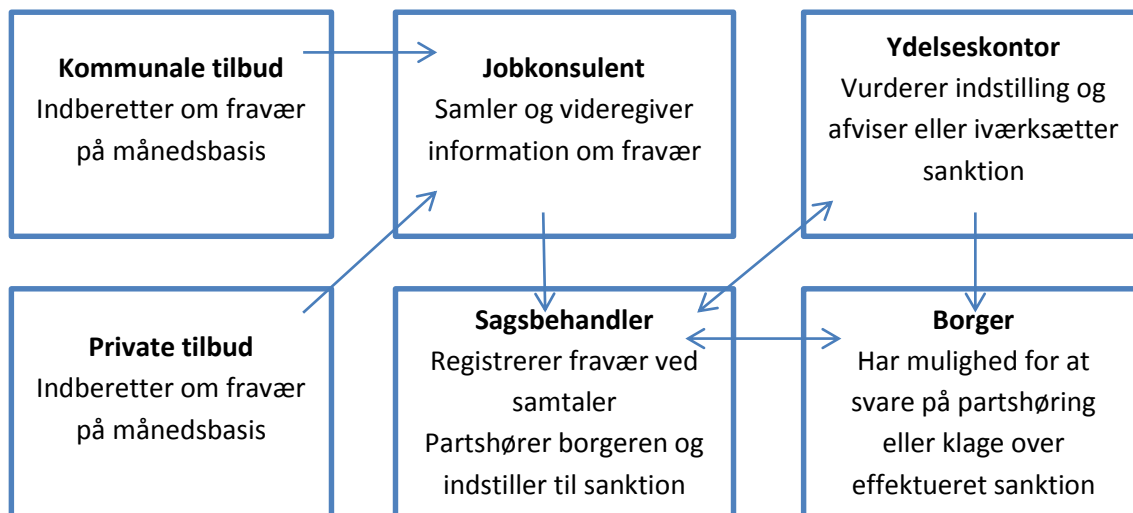 Kommunale tilbud
Indberetter om fravær
på månedsbasis
Jobkonsulent
Samler og videregiver
information om fravær
Ydelseskontor
Vurderer indstilling og
afviser eller iværksætter
sanktion
Private tilbud
Indberetter om fravær
på månedsbasis
Sagsbehandler
Registrerer fravær ved
samtaler
Partshører borgeren og
indstiller til sanktion
Borger
Har mulighed for at
svare på partshøring
eller klage over
effektueret sanktion